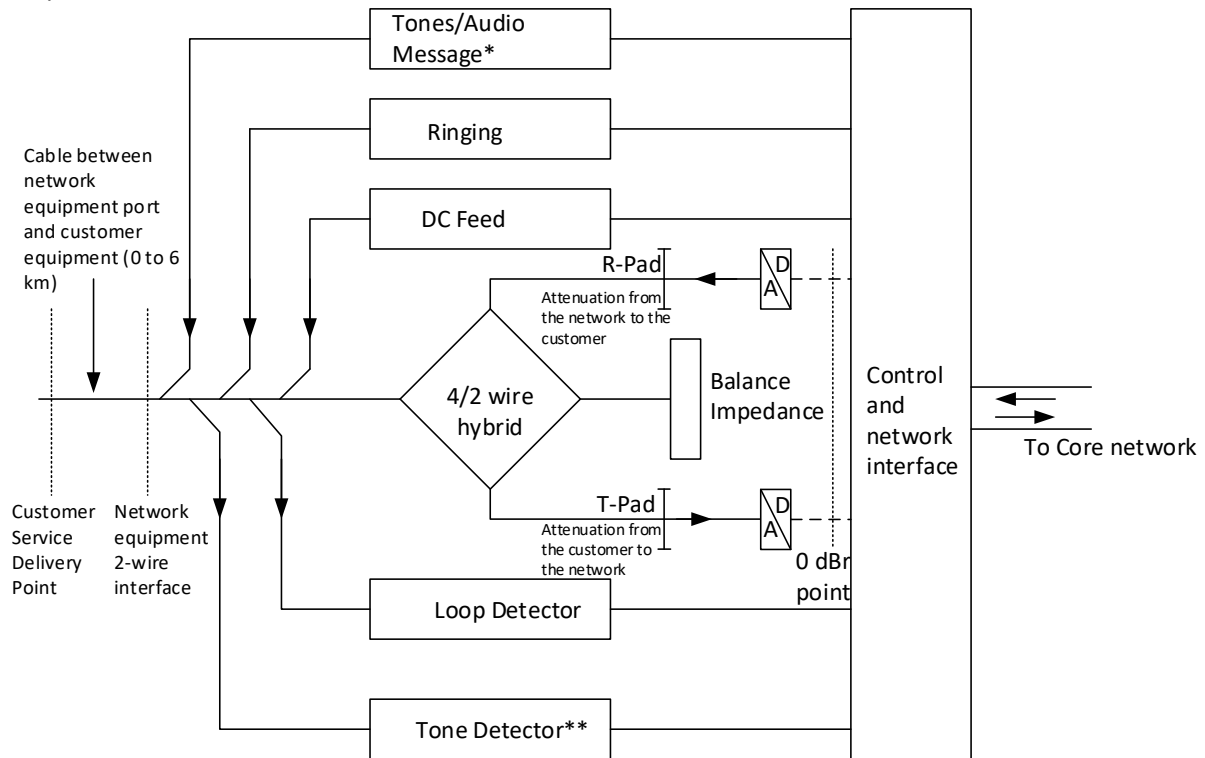 Tones/Audio
Message*
Ringing
Cable between
network
equipment port
and customer
equipment (0 to 6
km)
DC Feed
R-Pad
D
A
Attenuation from
the network to the
customer
4/2 wire
hybrid
Balance
Impedance
Control
and
network
interface
To Core network
T-Pad
D
A
Attenuation from
the customer to
the network
0 dBr
point
Customer
Service
Delivery
Point
Network
equipment
2-wire
interface
Loop Detector
Tone Detector**